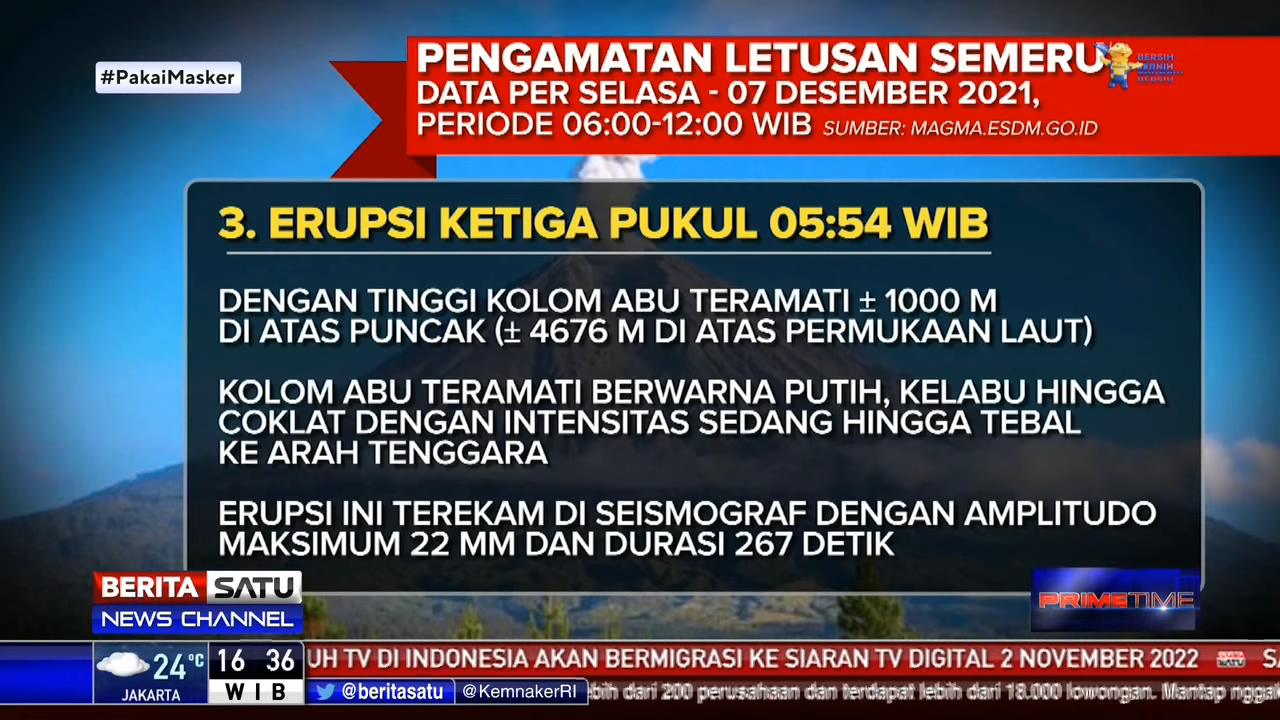 #PakaiMasker
PENGAMATAN LETUSAN SEMERU
DATA PER SELASA - 07 DESEMBER 2021,
PERIODE 06:00-12:00 WIB SUMBER: MAGMA.ESDM.GO.ID
BERSIH
3. ERUPSI KETIGA PUKUL 05:54 WIB
DENGAN TINGGI KOLOM ABU TERAMATI ± 1000 M
DI ATAS PUNCAK (± 4676 M DI ATAS PERMUKAAN LAUT)
KOLOM ABU TERAMATI BERWARNA PUTIH, KELABU HINGGA
COKLAT DENGAN INTENSITAS SEDANG HINGGA TEBAL
KE ARAH TENGGARA
ERUPSI INI TEREKAM DI SEISMOGRAF DENGAN AMPLITUDO
MAKSIMUM 22 MM DAN DURASI 267 DETIK
BERITA SATU
NEWS CHANNEL
PRIMETIME
24°C
JAKARTA
16 36
WIB
UH TV DI INDONESIA AKAN BERMIGRASI KE SIARAN TV DIGITAL 2 NOVEMBER 2022
@beritasatu
@KemnakerRI
ebih dari 200 perusahaan dan terdapat lebih dari 18.000 lowongan. Mantap